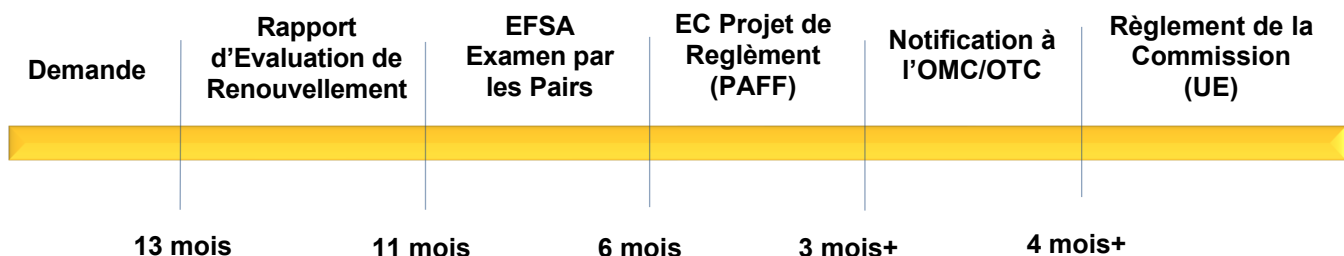 Demande
Rapport
d’Evaluation de
Renouvellement
EFSA
Examen par
les Pairs
EC Projet de
Reglèment
(PAFF)
Notification à
l’OMC/OTC
Règlement de la
Commission
(UE)
13 mois
11 mois
6 mois
3 mois+
4 mois+